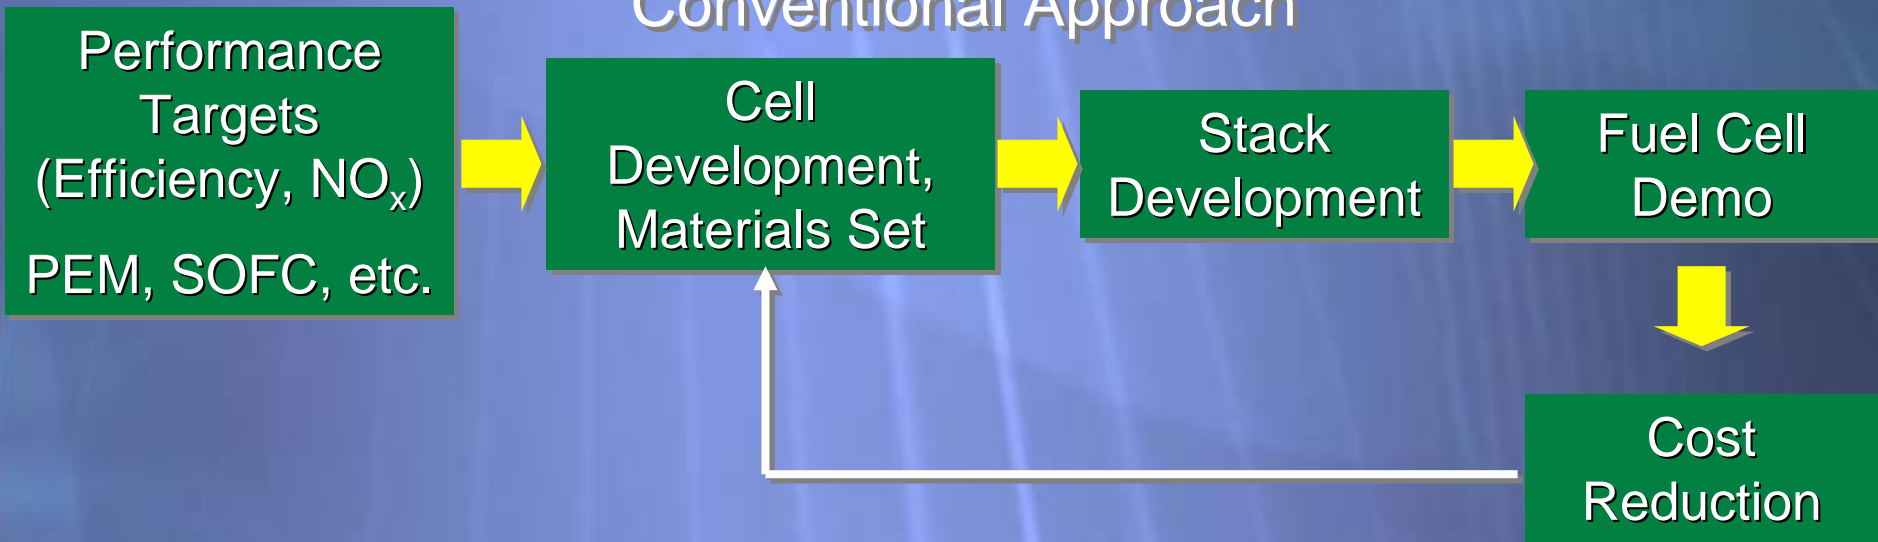 Conventional Approach
Performance
Targets
(Efficiency, NOₓ)
PEM, SOFC, etc.
Cell
Development,
Materials Set
Stack
Development
Fuel Cell
Demo
Cost
Reduction